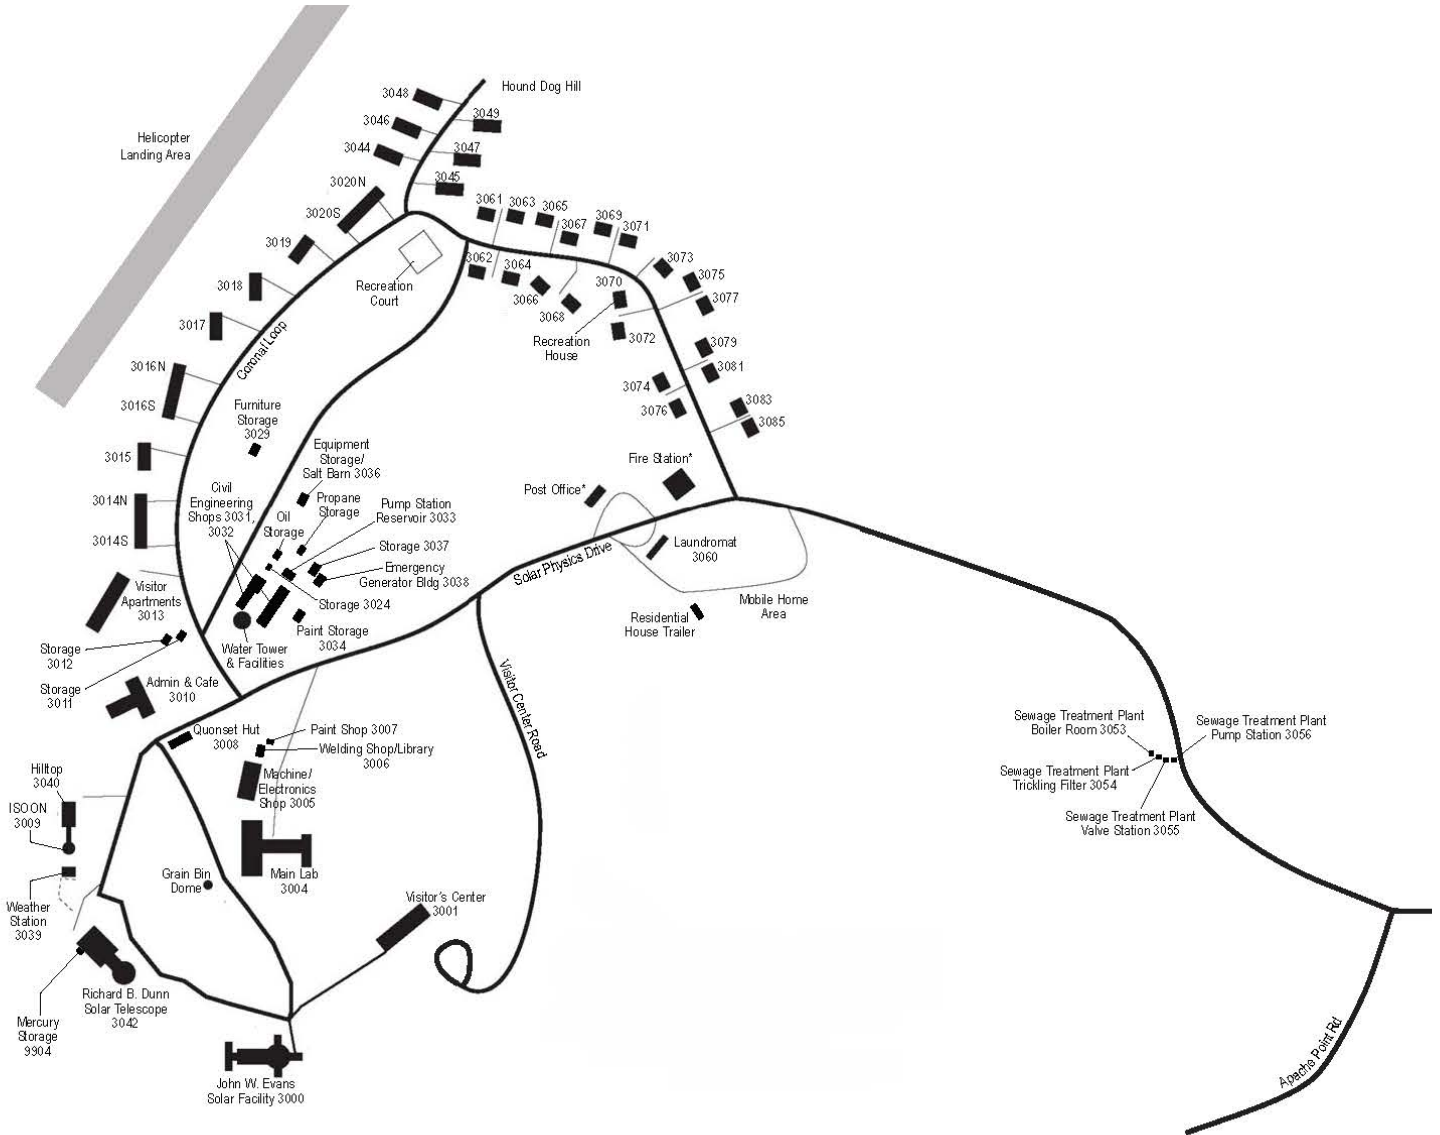 Hound Dog Hill
3048
3049
3046
3044
3047
3045
Helicopter
Landing Area
3020N
3020S
3019
3018
3017
3016N
3016S
3015
3014N
3014S
Recreation
Court
Coronal Loop
3061
3063
3065
3067
3069
3071
3062
3064
3066
3068
3070
3072
Recreation
House
3073
3075
3077
3079
3081
3074
3076
3083
3085
Furniture
Storage
3029
Equipment
Storage/
Salt Barn 3036
Civil
Engineering
Shops 3031,
3032
Oil
Storage
Propane
Storage
Pump Station
Reservoir 3033
Storage 3037
Emergency
Generator Bldg 3038
Storage 3024
Paint Storage
3034
Water Tower
& Facilities
Visitor
Apartments
3013
Storage
3012
Storage
3011
Admin & Cafe
3010
Fire Station*
Post Office*
Solar Physics Drive
Laundromat
3060
Mobile Home
Area
Residential
House Trailer
Visitor Center Road
Quonset Hut
3008
Paint Shop 3007
Welding Shop/Library
3006
Machine/
Electronics
Shop 3005
Main Lab
3004
Hilltop
3040
ISOON
3009
Grain Bin
Dome
Weather
Station
3039
Visitor's Center
3001
Richard B. Dunn
Solar Telescope
3042
Mercury
Storage
9904
John W. Evans
Solar Facility 3000
Sewage Treatment Plant
Boiler Room 3053
Sewage Treatment Plant
Pump Station 3056
Sewage Treatment Plant
Trickling Filter 3054
Sewage Treatment Plant
Valve Station 3055
Apache Point Rd